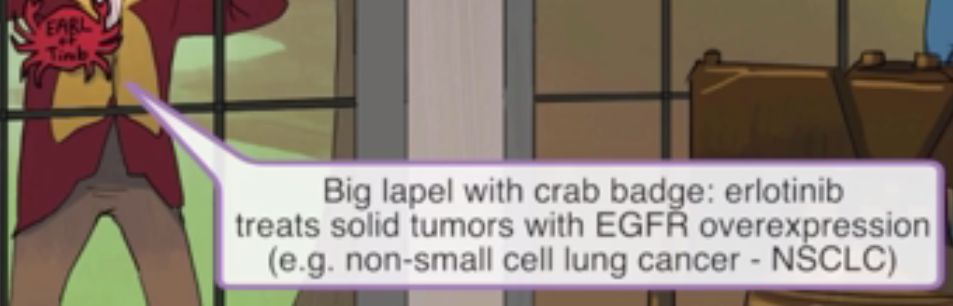 EARL
of
Tinib
Big lapel with crab badge: erlotinib
treats solid tumors with EGFR overexpression
(e.g. non-small cell lung cancer - NSCLC)